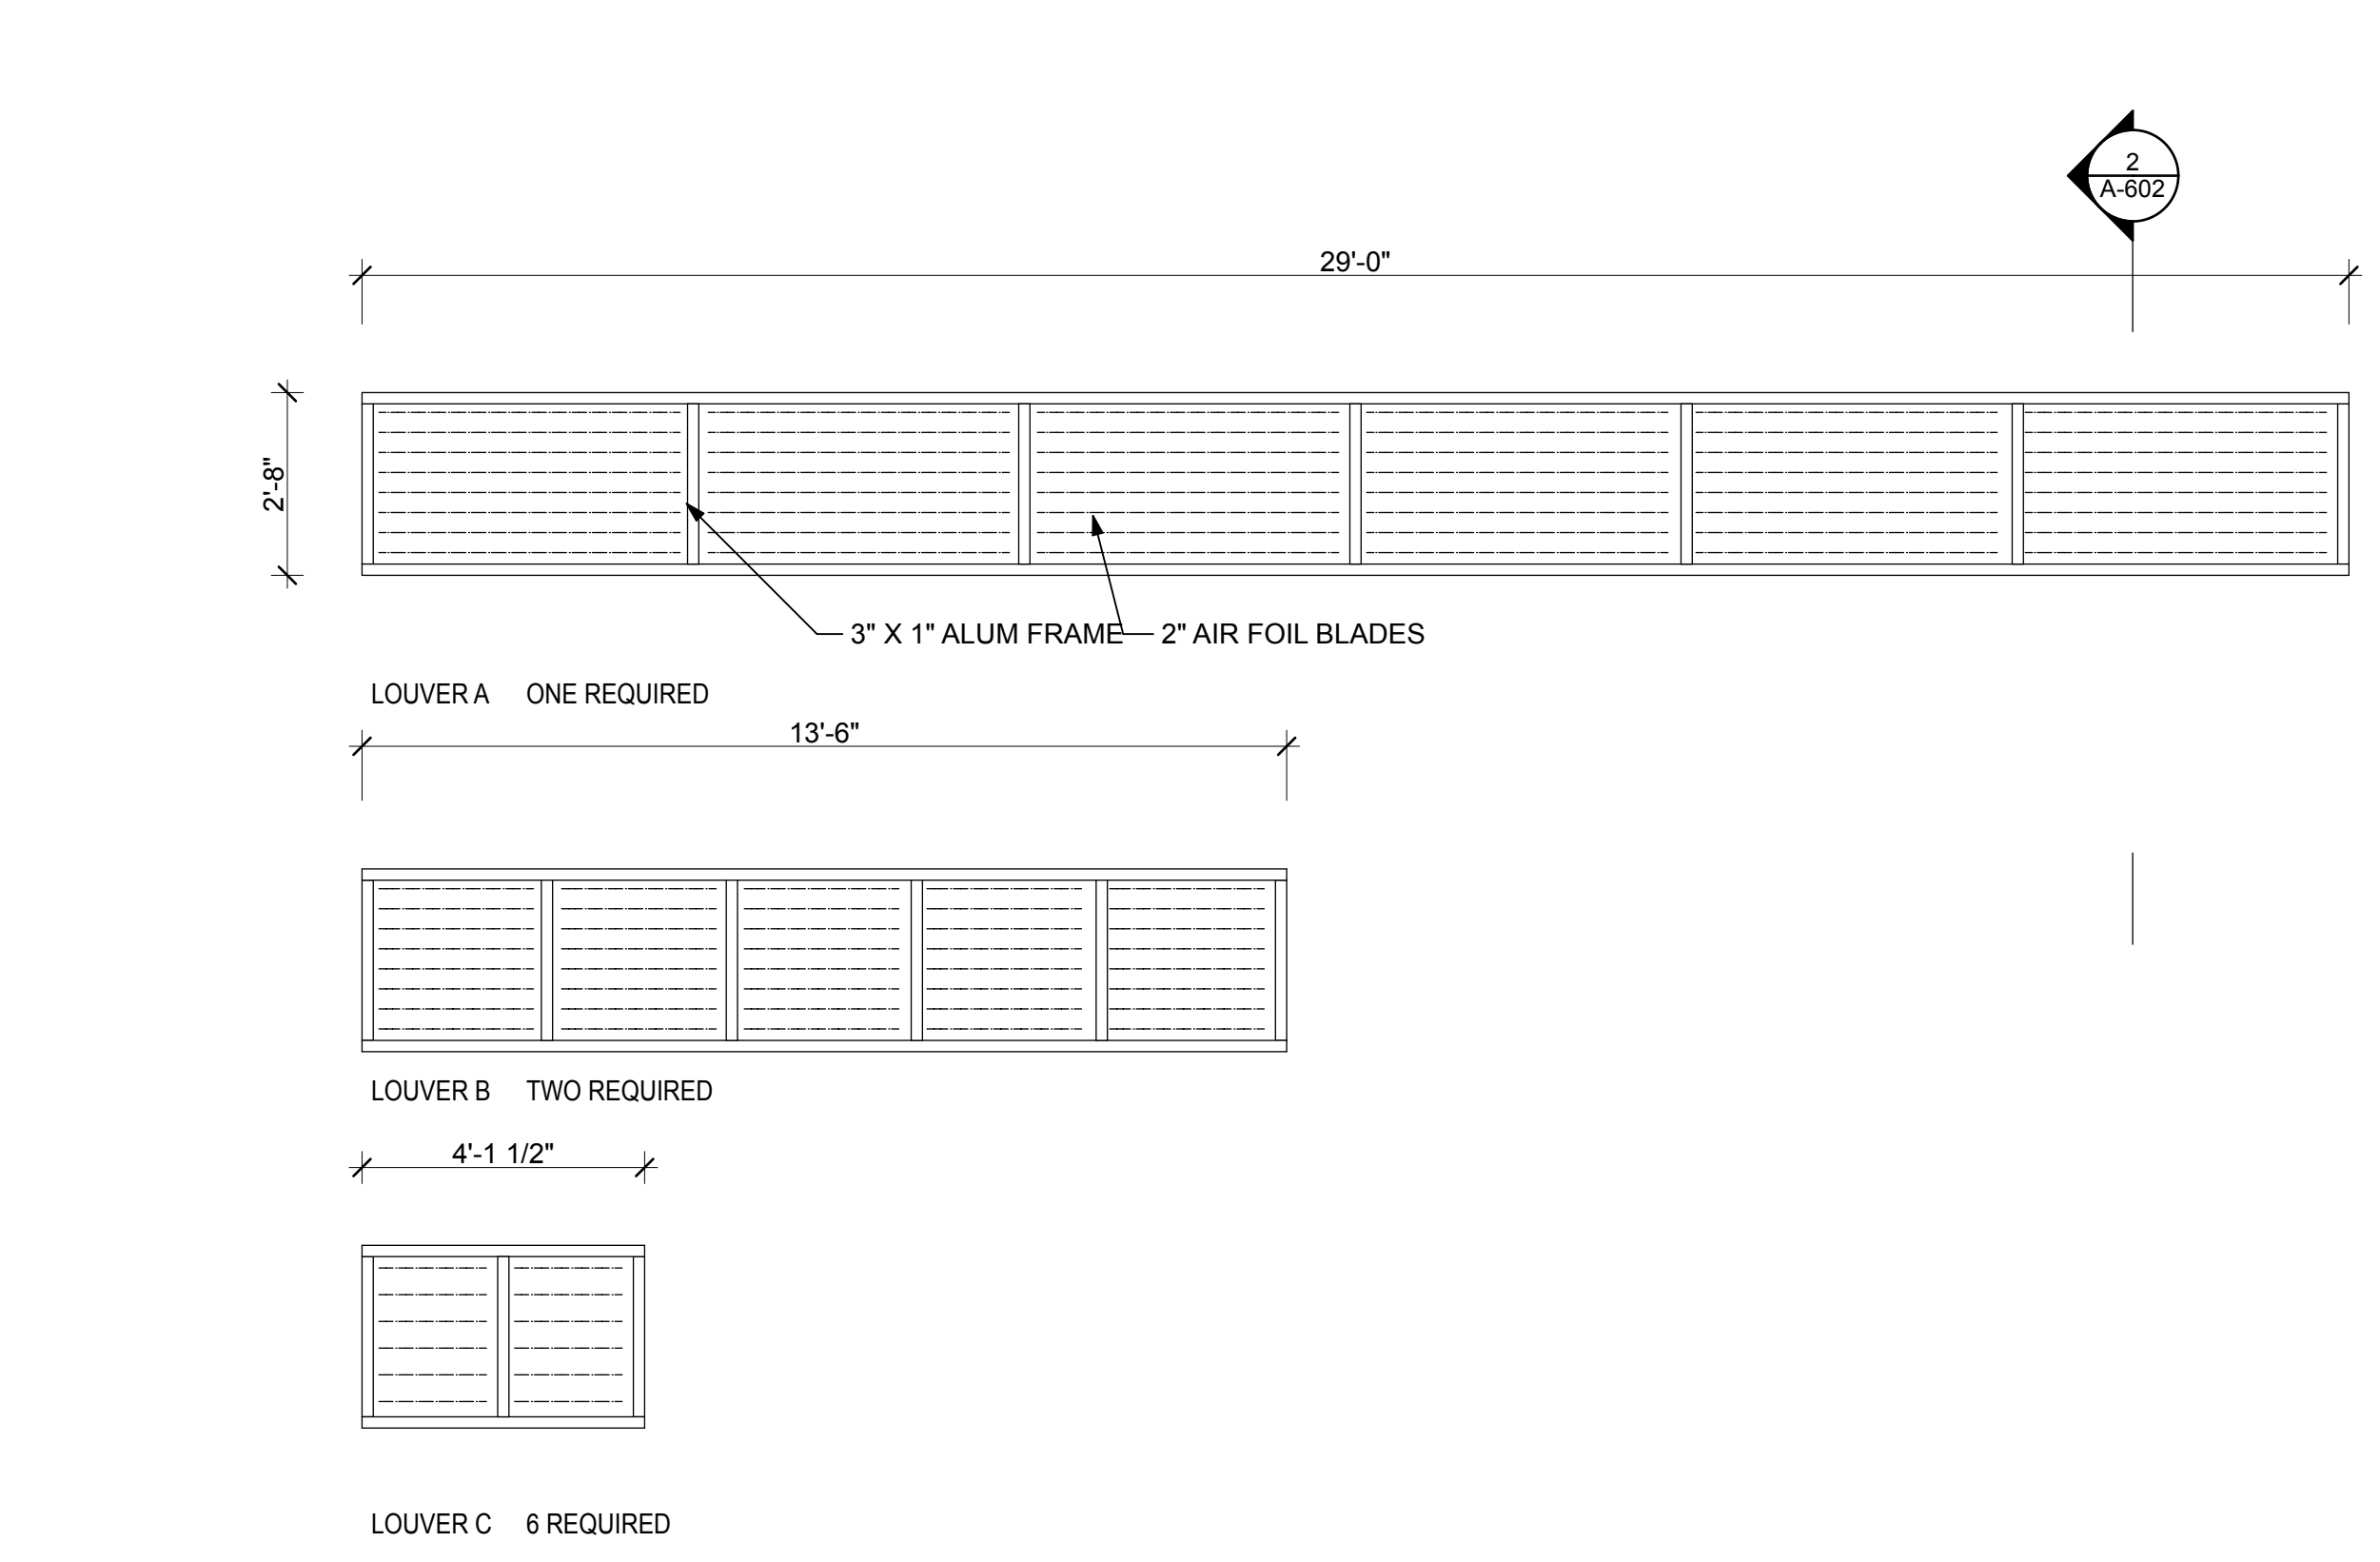 2
A-602
29'-0"
2'-8"
3" X 1" ALUM FRAME
2" AIR FOIL BLADES
LOUVER A ONE REQUIRED
13'-6"
LOUVER B TWO REQUIRED
4'-1 1/2"
LOUVER C 6 REQUIRED